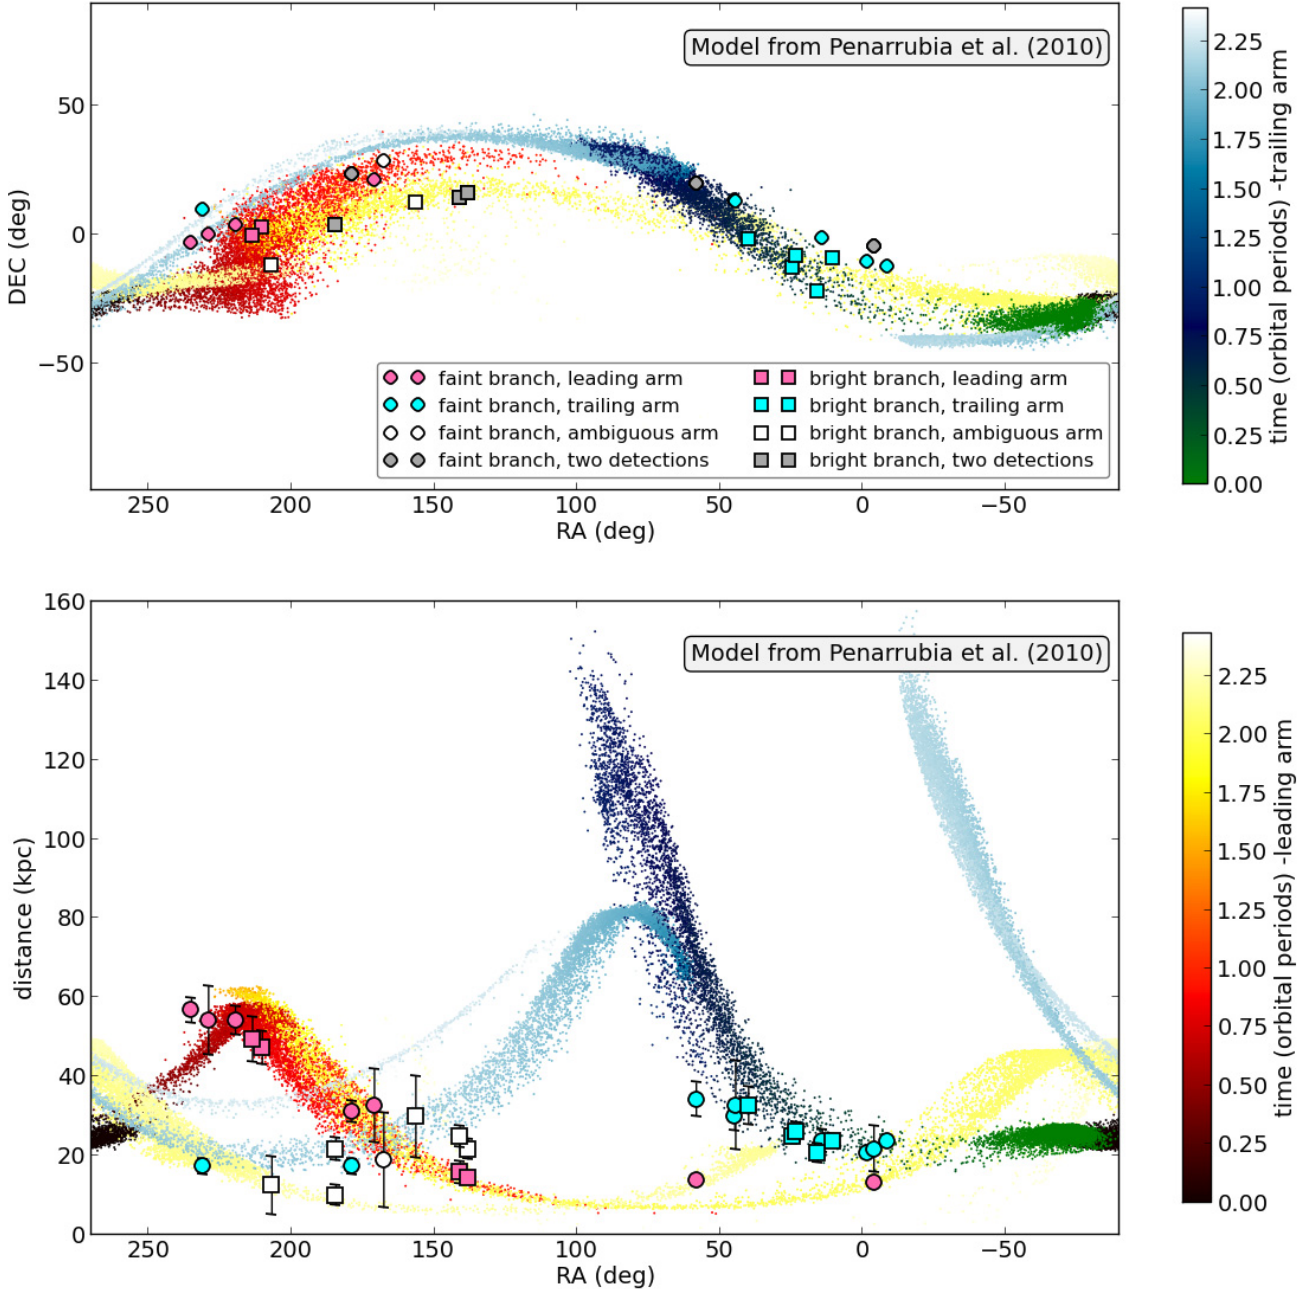 Model from Penarrubia et al. (2010)
50
0
−50
DEC (deg)
250
200
150
100
50
0
−50
RA (deg)
faint branch, leading arm
faint branch, trailing arm
faint branch, ambiguous arm
faint branch, two detections
bright branch, leading arm
bright branch, trailing arm
bright branch, ambiguous arm
bright branch, two detections
2.25
2.00
1.75
1.50
1.25
1.00
0.75
0.50
0.25
0.00
time (orbital periods) -trailing arm
Model from Penarrubia et al. (2010)
160
140
120
100
80
60
40
20
0
distance (kpc)
250
200
150
100
50
0
−50
RA (deg)
2.25
2.00
1.75
1.50
1.25
1.00
0.75
0.50
0.25
0.00
time (orbital periods) -leading arm